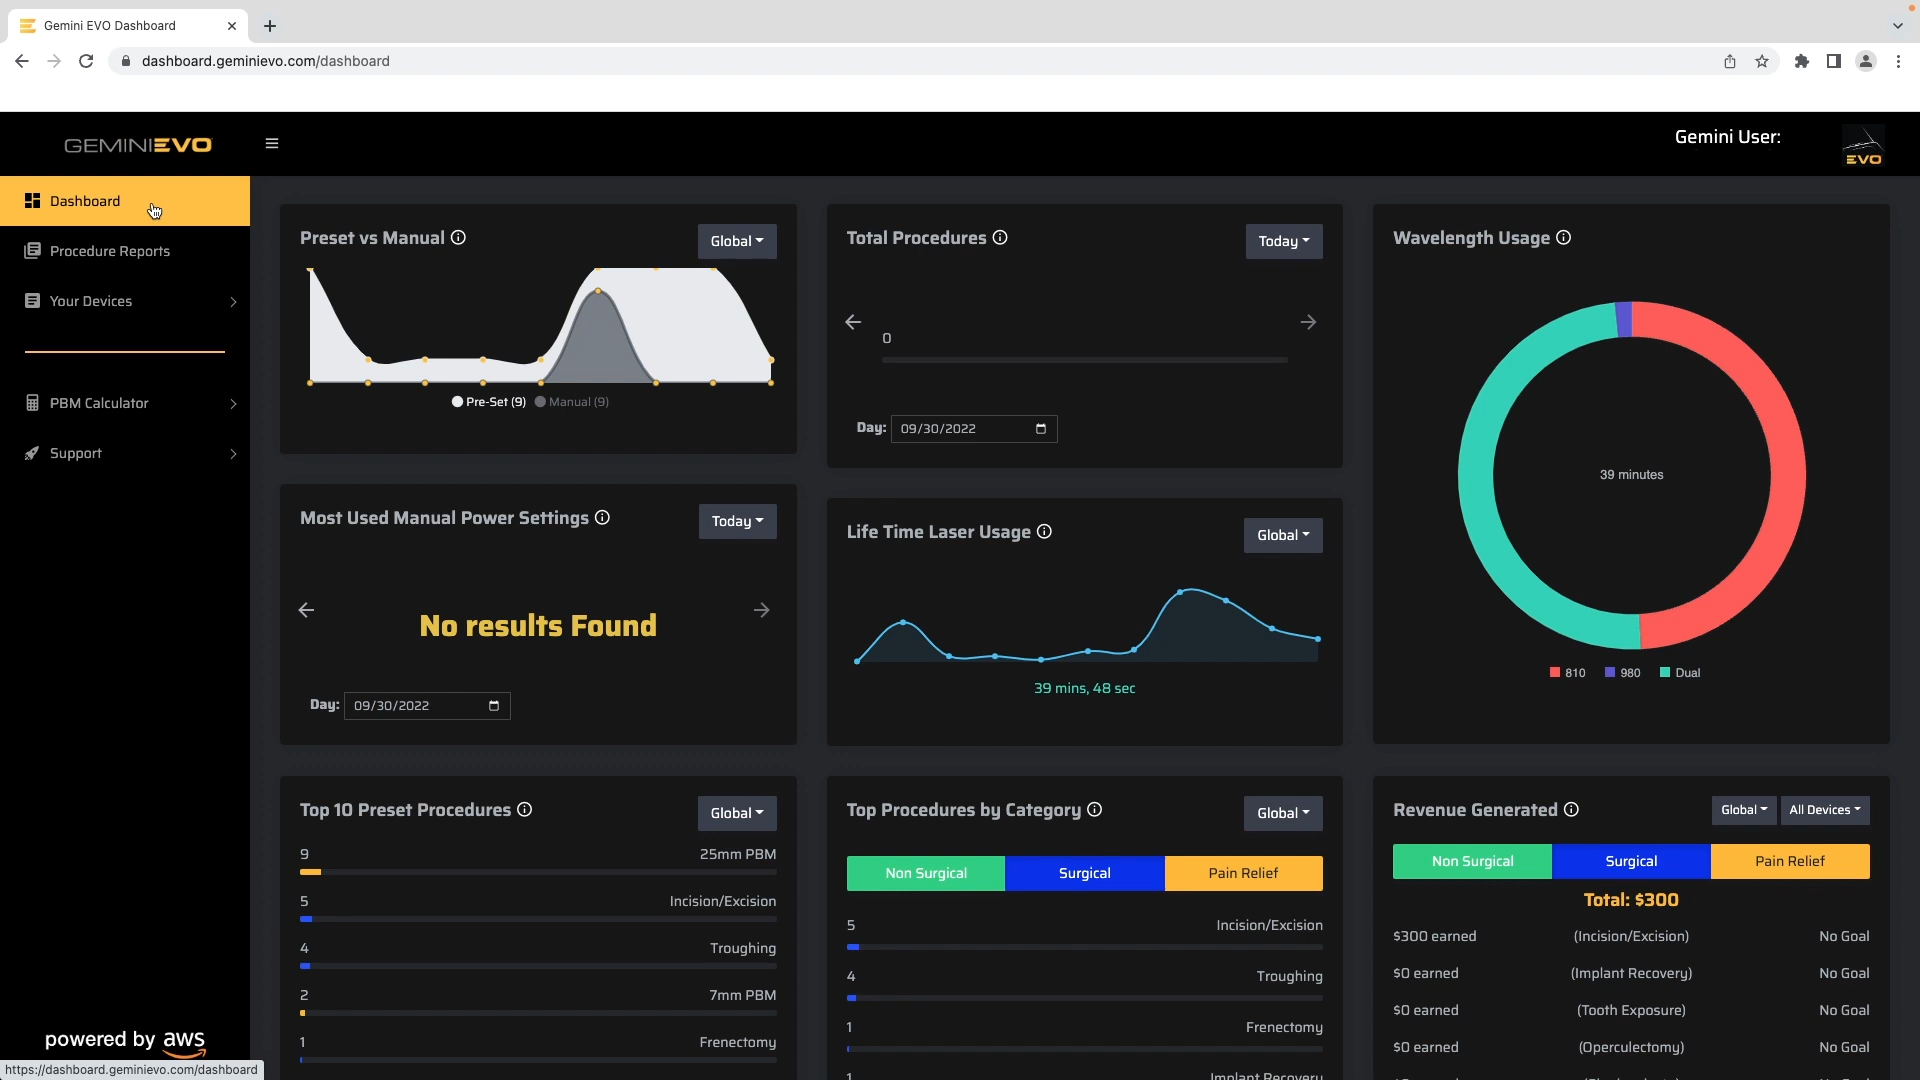 Gemini EVO Dashboard
dashboard.geminievo.com/dashboard
GEMINIEVO
Gemini User:
EVO
Dashboard
Procedure Reports
Your Devices
PBM Calculator
Support
powered by aws
https://dashboard.geminievo.com/dashboard
Preset vs Manual
Global
Pre-Set (9) Manual (9)
Total Procedures
Today
0
Day: 09/30/2022
Wavelength Usage
39 minutes
810 980 Dual
Most Used Manual Power Settings
Today
No results Found
Day: 09/30/2022
Life Time Laser Usage
Global
39 mins, 48 sec
Top 10 Preset Procedures
Global
9 25mm PBM
5 Incision/Excision
4 Troughing
2 7mm PBM
1 Frenectomy
Top Procedures by Category
Global
Non Surgical Surgical Pain Relief
5 Incision/Excision
4 Troughing
1 Frenectomy
1 Implant Recovery
Revenue Generated
Global All Devices
Non Surgical Surgical Pain Relief
Total: $300
$300 earned (Incision/Excision) No Goal
$0 earned (Implant Recovery) No Goal
$0 earned (Tooth Exposure) No Goal
$0 earned (Operculectomy) No Goal